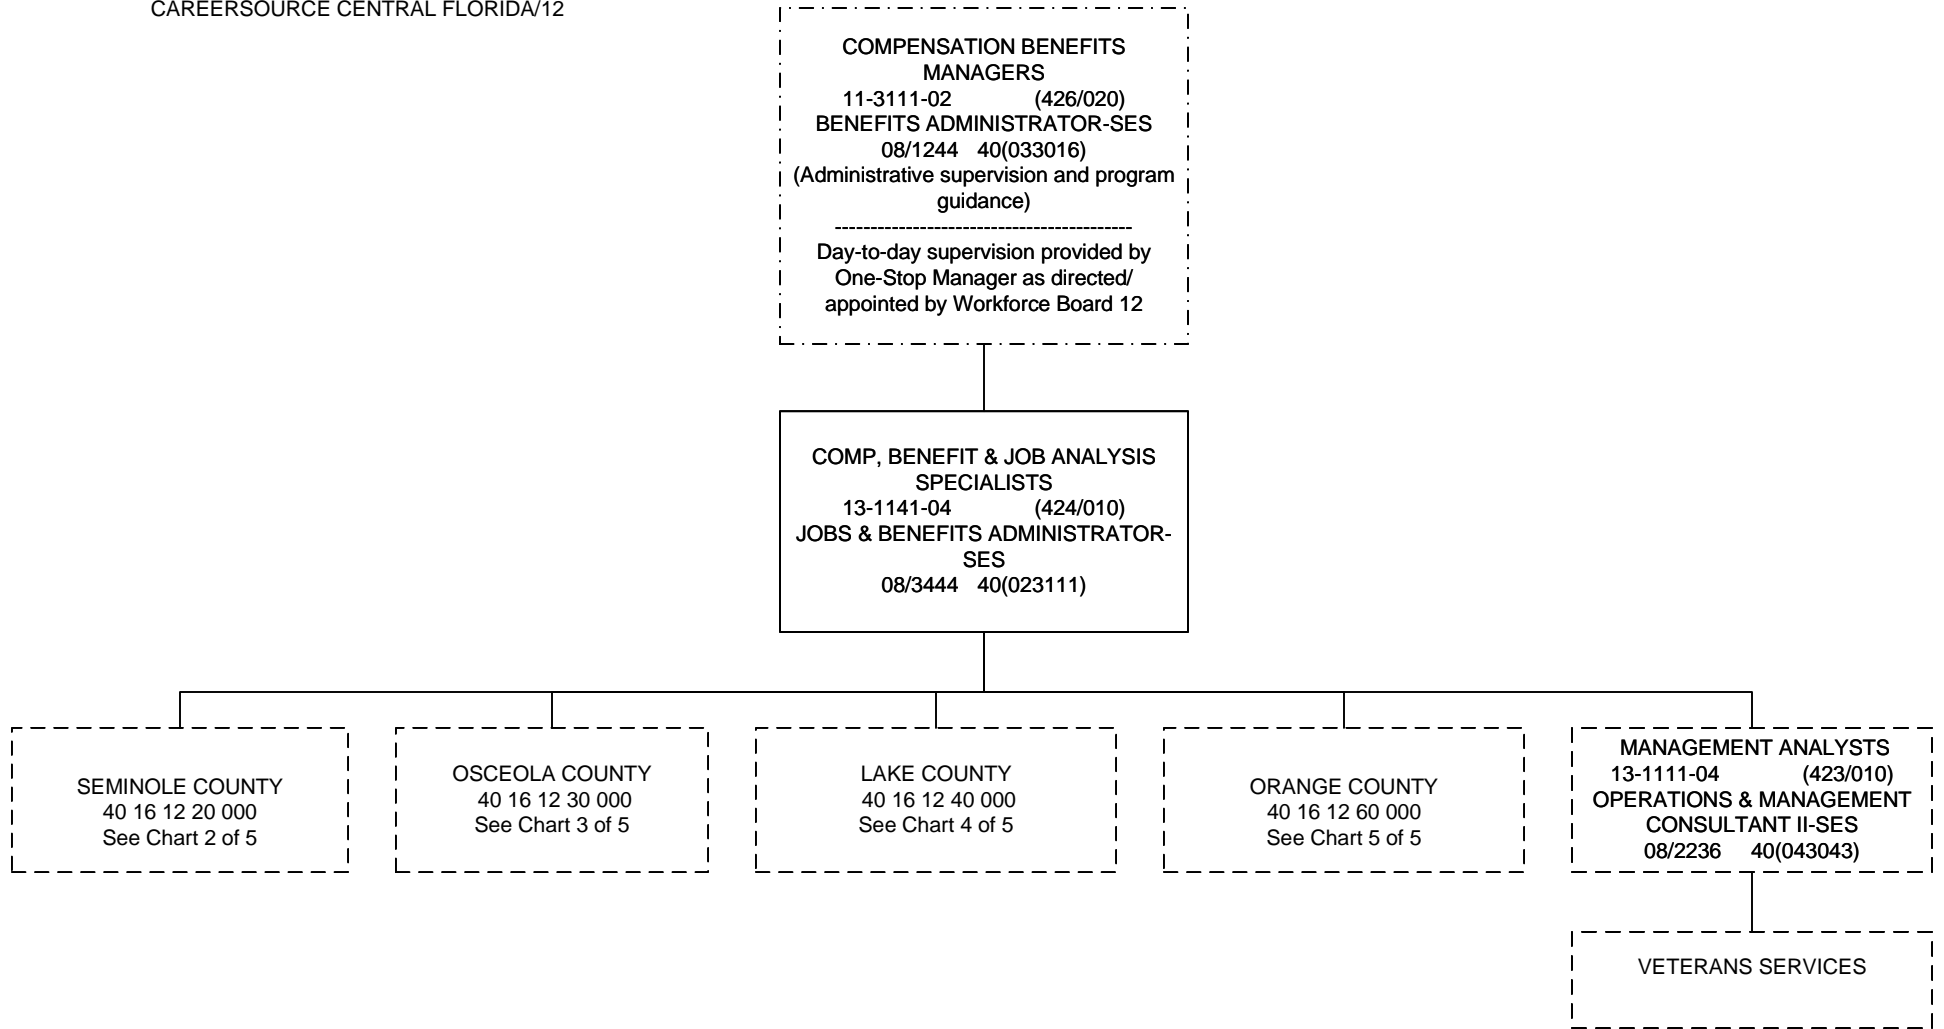 CAREERSOURCE CENTRAL FLORIDA/12
COMPENSATION BENEFITS
MANAGERS
11-3111-02 (426/020)
BENEFITS ADMINISTRATOR-SES
08/1244 40(033016)
(Administrative supervision and program
guidance)
------------------------------------------
Day-to-day supervision provided by
One-Stop Manager as directed/
appointed by Workforce Board 12
COMP, BENEFIT & JOB ANALYSIS
SPECIALISTS
13-1141-04 (424/010)
JOBS & BENEFITS ADMINISTRATOR-
SES
08/3444 40(023111)
SEMINOLE COUNTY
40 16 12 20 000
See Chart 2 of 5
OSCEOLA COUNTY
40 16 12 30 000
See Chart 3 of 5
LAKE COUNTY
40 16 12 40 000
See Chart 4 of 5
ORANGE COUNTY
40 16 12 60 000
See Chart 5 of 5
MANAGEMENT ANALYSTS
13-1111-04 (423/010)
OPERATIONS & MANAGEMENT
CONSULTANT II-SES
08/2236 40(043043)
VETERANS SERVICES